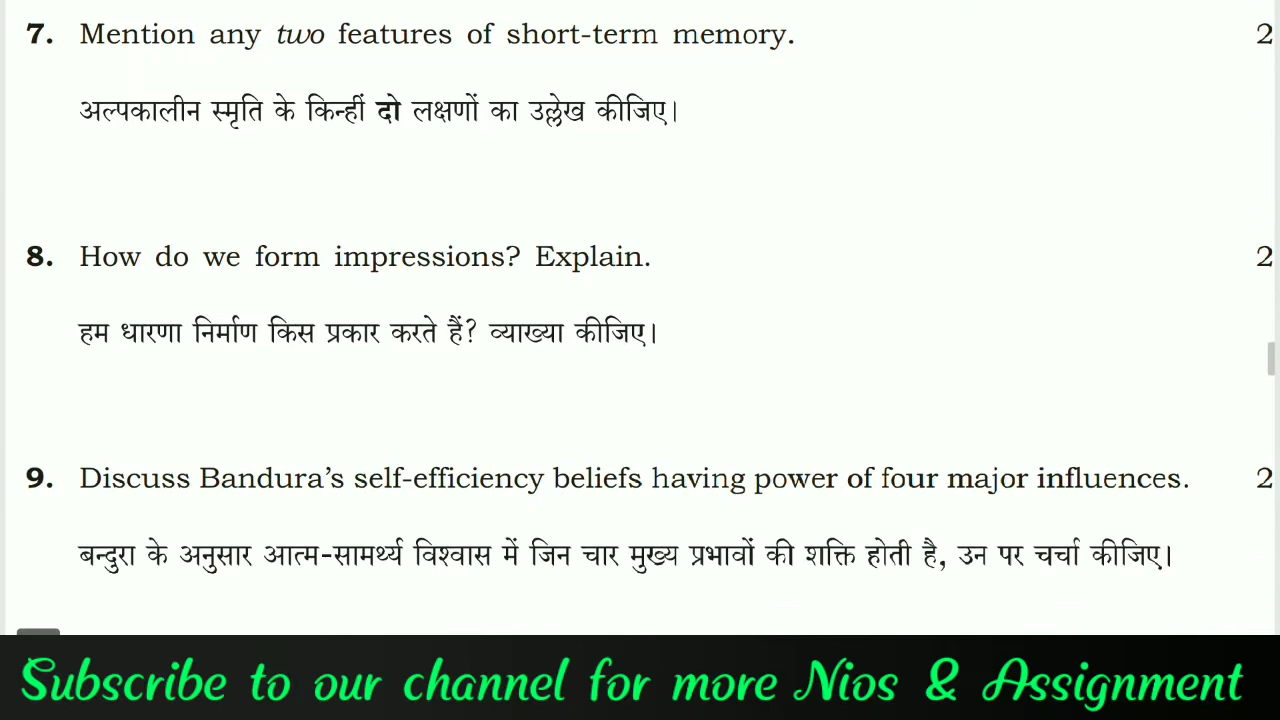 7. Mention any two features of short-term memory. 2
अल्पकालीन स्मृति के किन्हीं दो लक्षणों का उल्लेख कीजिए।
8. How do we form impressions? Explain. 2
हम धारणा निर्माण किस प्रकार करते हैं? व्याख्या कीजिए।
9. Discuss Bandura’s self-efficiency beliefs having power of four major influences. 2
बन्दुरा के अनुसार आत्म-सामर्थ्य विश्वास में जिन चार मुख्य प्रभावों की शक्ति होती है, उन पर चर्चा कीजिए।
Subscribe to our channel for more Nios & Assignment